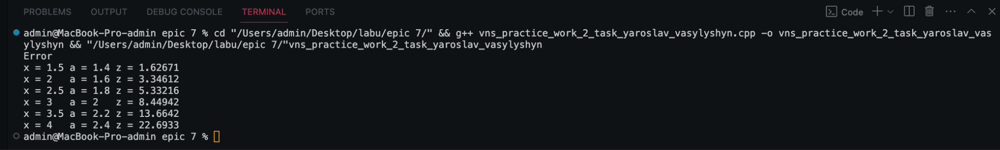 PROBLEMS OUTPUT DEBUG CONSOLE TERMINAL PORTS Code
admin@MacBook-Pro-admin epic 7 % cd "/Users/admin/Desktop/labu/epic 7/" && g++ vns_practice_work_2_task_yaroslav_vasylyshyn.cpp -o vns_practice_work_2_task_yaroslav_vas
ylyshyn && "/Users/admin/Desktop/labu/epic 7/"vns_practice_work_2_task_yaroslav_vasylyshyn
Error
x = 1.5 a = 1.4 z = 1.62671
x = 2   a = 1.6 z = 3.34612
x = 2.5 a = 1.8 z = 5.33216
x = 3   a = 2   z = 8.44942
x = 3.5 a = 2.2 z = 13.6642
x = 4   a = 2.4 z = 22.6933
admin@MacBook-Pro-admin epic 7 %